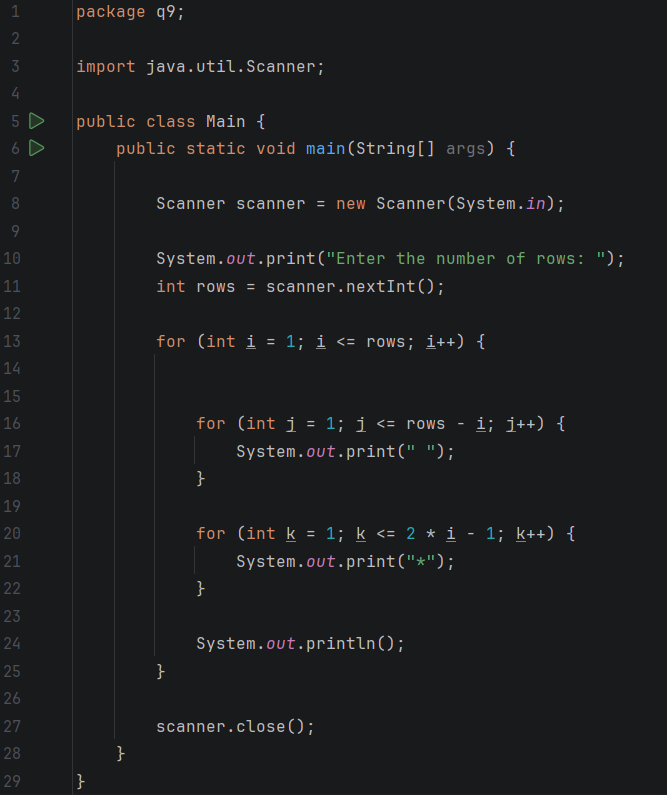 1 package q9;
2
3 import java.util.Scanner;
4
5 public class Main {
6     public static void main(String[] args) {
7
8         Scanner scanner = new Scanner(System.in);
9
10         System.out.print("Enter the number of rows: ");
11         int rows = scanner.nextInt();
12
13         for (int i = 1; i <= rows; i++) {
14
15
16             for (int j = 1; j <= rows - i; j++) {
17                 System.out.print(" ");
18             }
19
20             for (int k = 1; k <= 2 * i - 1; k++) {
21                 System.out.print("*");
22             }
23
24             System.out.println();
25         }
26
27         scanner.close();
28     }
29 }